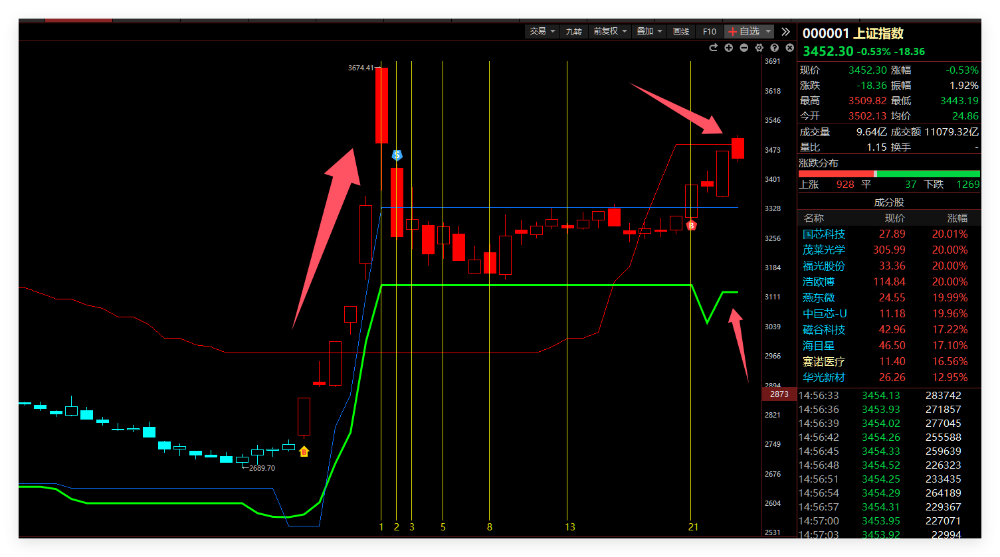 交易 九转 前复权 叠加 画线 F10 +自选
3674.41
S
B
2689.70
B
1 2 3 5 8 13 21
3691
3618
3546
3473
3401
3328
3256
3184
3111
3039
2966
2894
2873
2821
2749
2676
2604
2531
000001 上证指数
3452.30 -0.53% -18.36
现价 3452.30 涨幅 -0.53%
涨跌 -18.36 振幅 1.92%
最高 3509.82 最低 3443.19
今开 3502.13 均价 24.86
成交量 9.64亿 成交额 11079.32亿
量比 1.15 换手 -
涨跌分布
上涨 928 平 37 下跌 1269
成分股
名称 现价 涨幅
国芯科技 27.89 20.01%
茂莱光学 305.99 20.00%
福光股份 33.36 20.00%
浩欧博 114.84 20.00%
燕东微 24.55 19.99%
中巨芯-U 11.18 19.96%
磁谷科技 42.96 17.22%
海目星 46.50 17.10%
赛诺医疗 11.40 16.56%
华光新材 26.26 12.95%
14:56:33 3454.13 283742
14:56:36 3453.93 271857
14:56:39 3454.02 277045
14:56:42 3454.26 255588
14:56:45 3454.33 259639
14:56:48 3454.52 226323
14:56:51 3454.25 233435
14:56:54 3454.29 264189
14:56:57 3454.31 229367
14:57:00 3453.95 227071
14:57:03 3453.92 22994